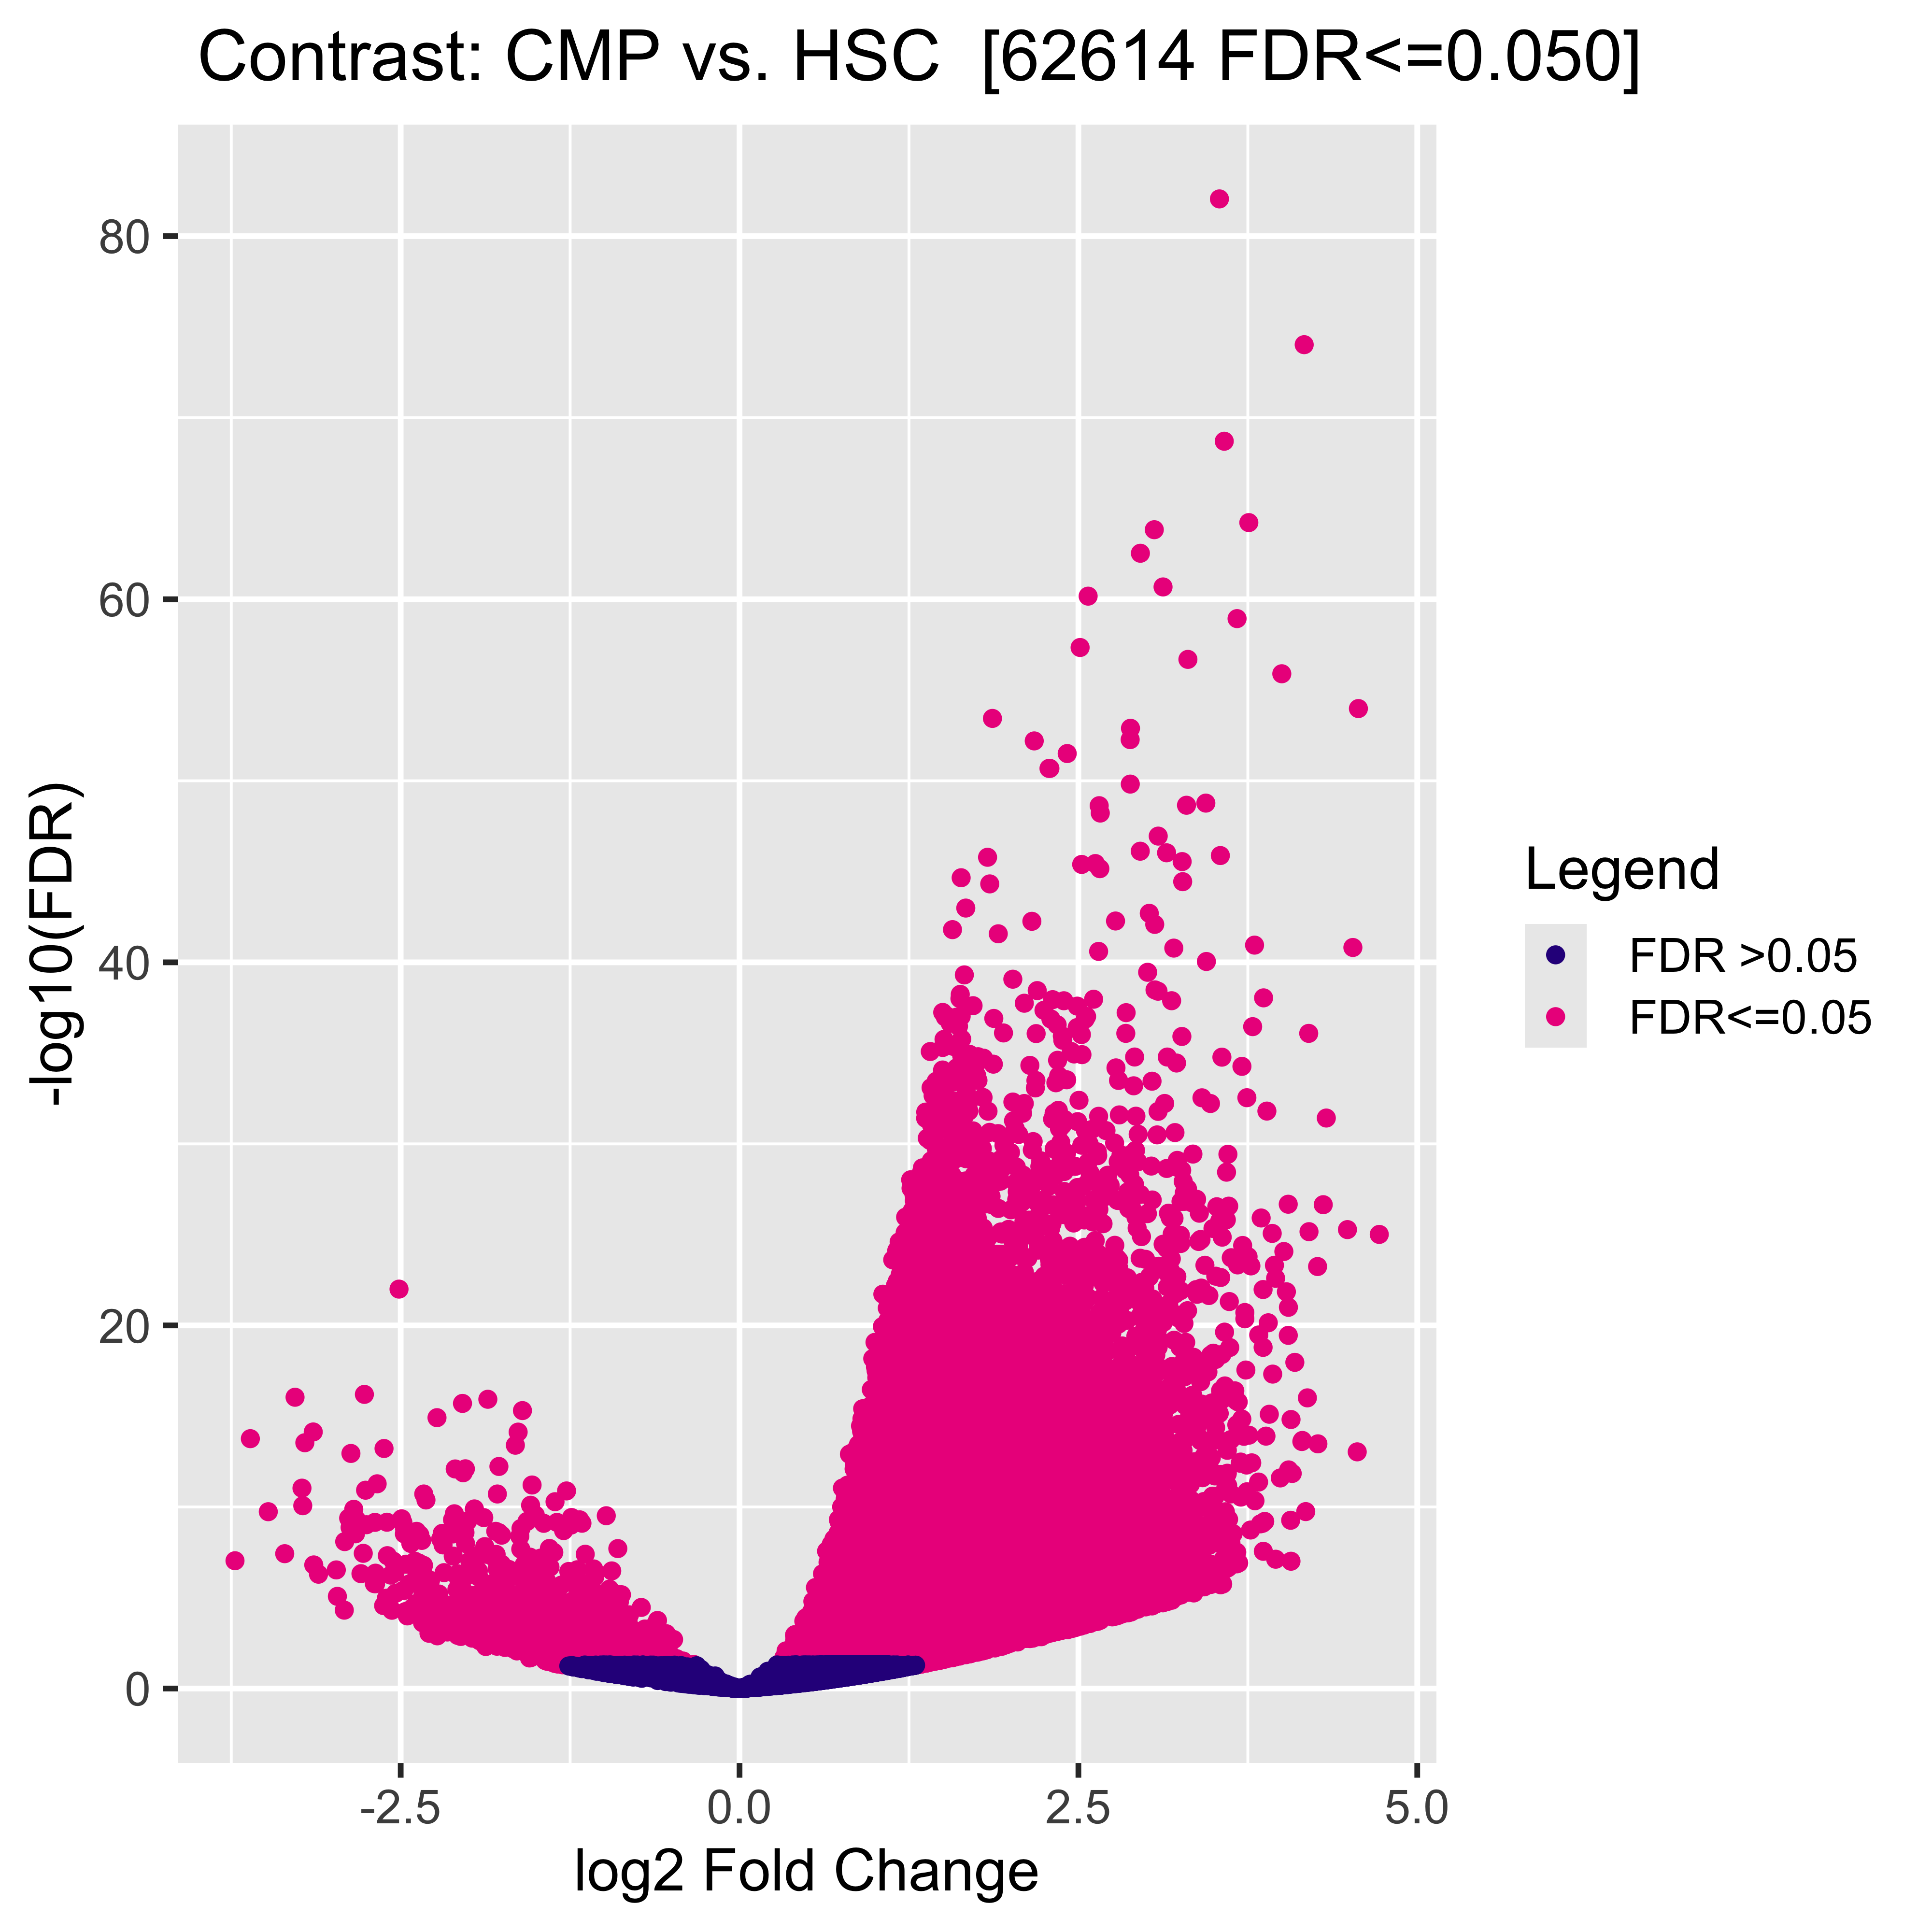 Contrast: CMP vs. HSC  [62614 FDR<=0.050]
80
60
40
20
0
-log10(FDR)
-2.5
0.0
2.5
5.0
log2 Fold Change
Legend
FDR >0.05
FDR<=0.05